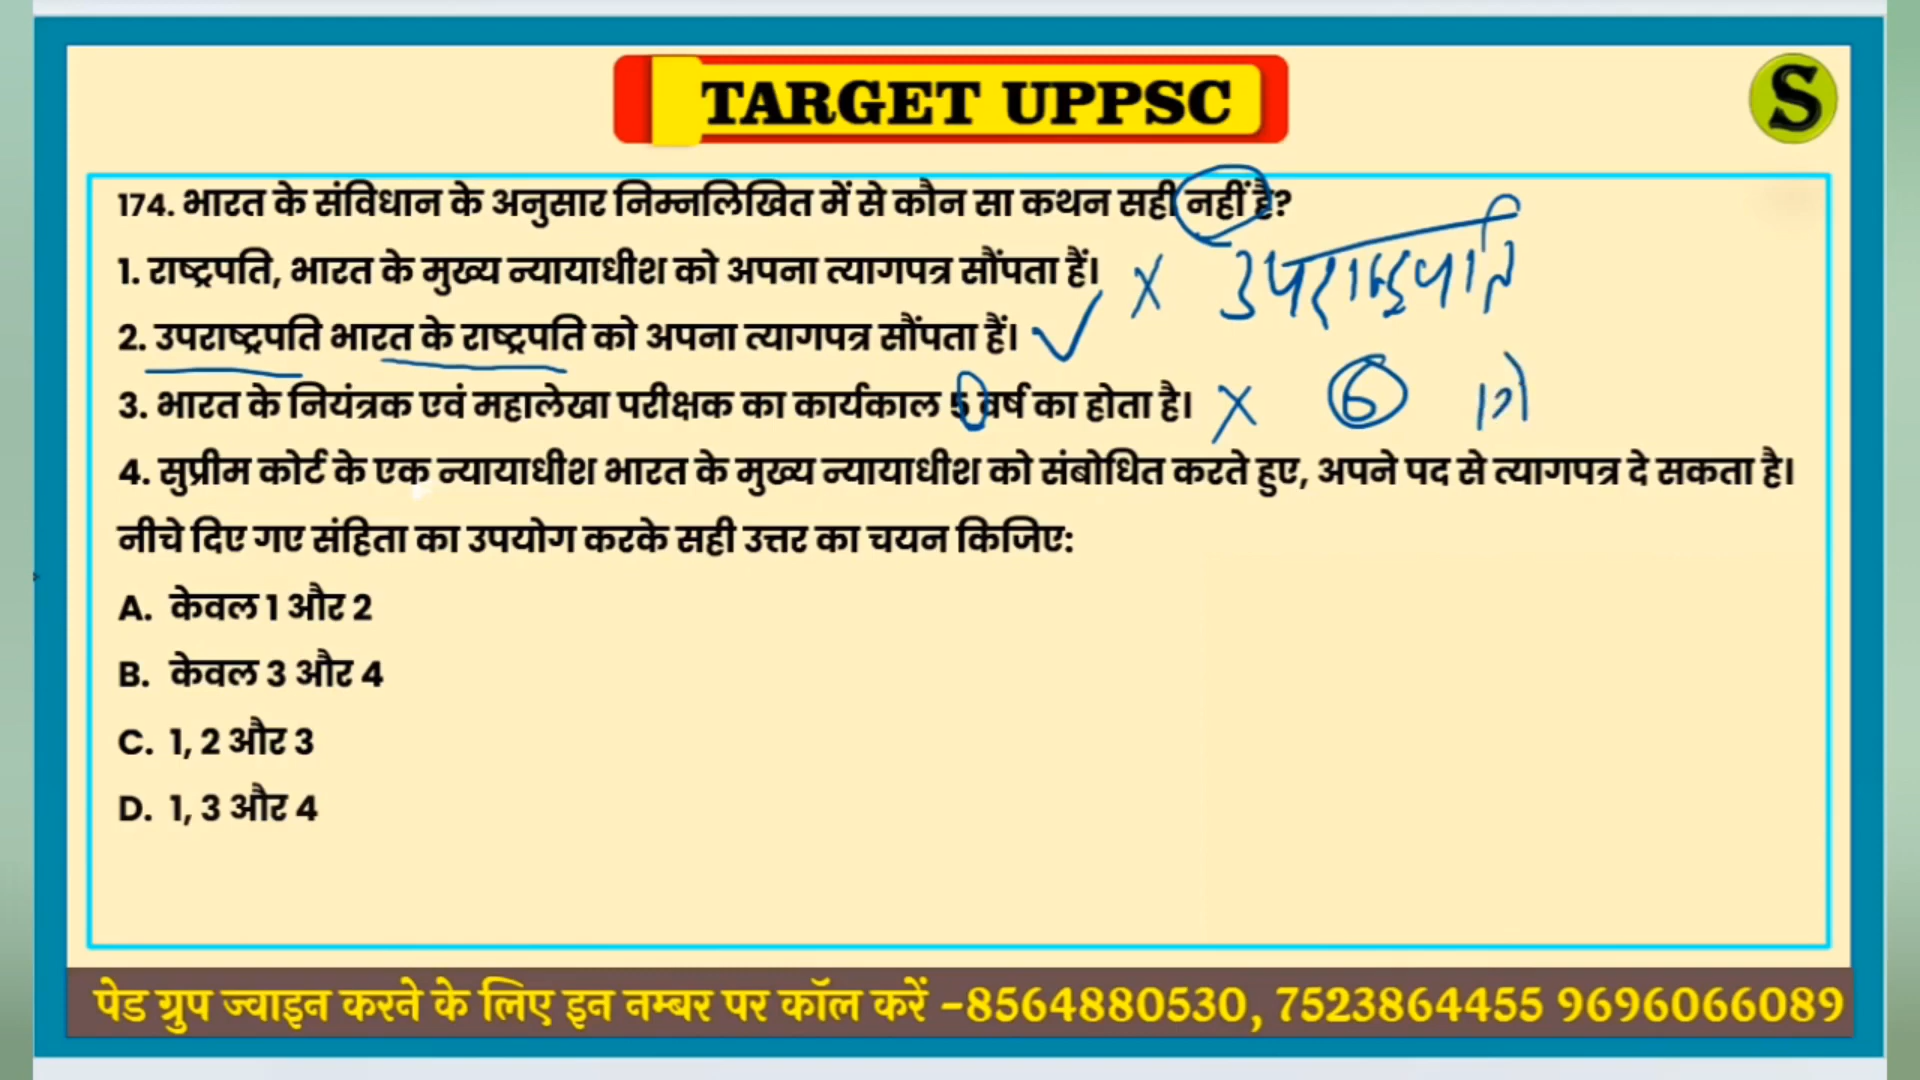 TARGET UPPSC
S
174. भारत के संविधान के अनुसार निम्नलिखित में से कौन सा कथन सही नहीं है?
1. राष्ट्रपति, भारत के मुख्य न्यायाधीश को अपना त्यागपत्र सौंपता हैं। X उपराष्ट्रपति
2. उपराष्ट्रपति भारत के राष्ट्रपति को अपना त्यागपत्र सौंपता हैं।
3. भारत के नियंत्रक एवं महालेखा परीक्षक का कार्यकाल 5 वर्ष का होता है। X 6
4. सुप्रीम कोर्ट के एक न्यायाधीश भारत के मुख्य न्यायाधीश को संबोधित करते हुए, अपने पद से त्यागपत्र दे सकता है।
नीचे दिए गए संहिता का उपयोग करके सही उत्तर का चयन किजिए:
A. केवल 1 और 2
B. केवल 3 और 4
C. 1, 2 और 3
D. 1, 3 और 4
पेड ग्रुप ज्वाइन करने के लिए इन नम्बर पर कॉल करें -8564880530, 7523864455 9696066089